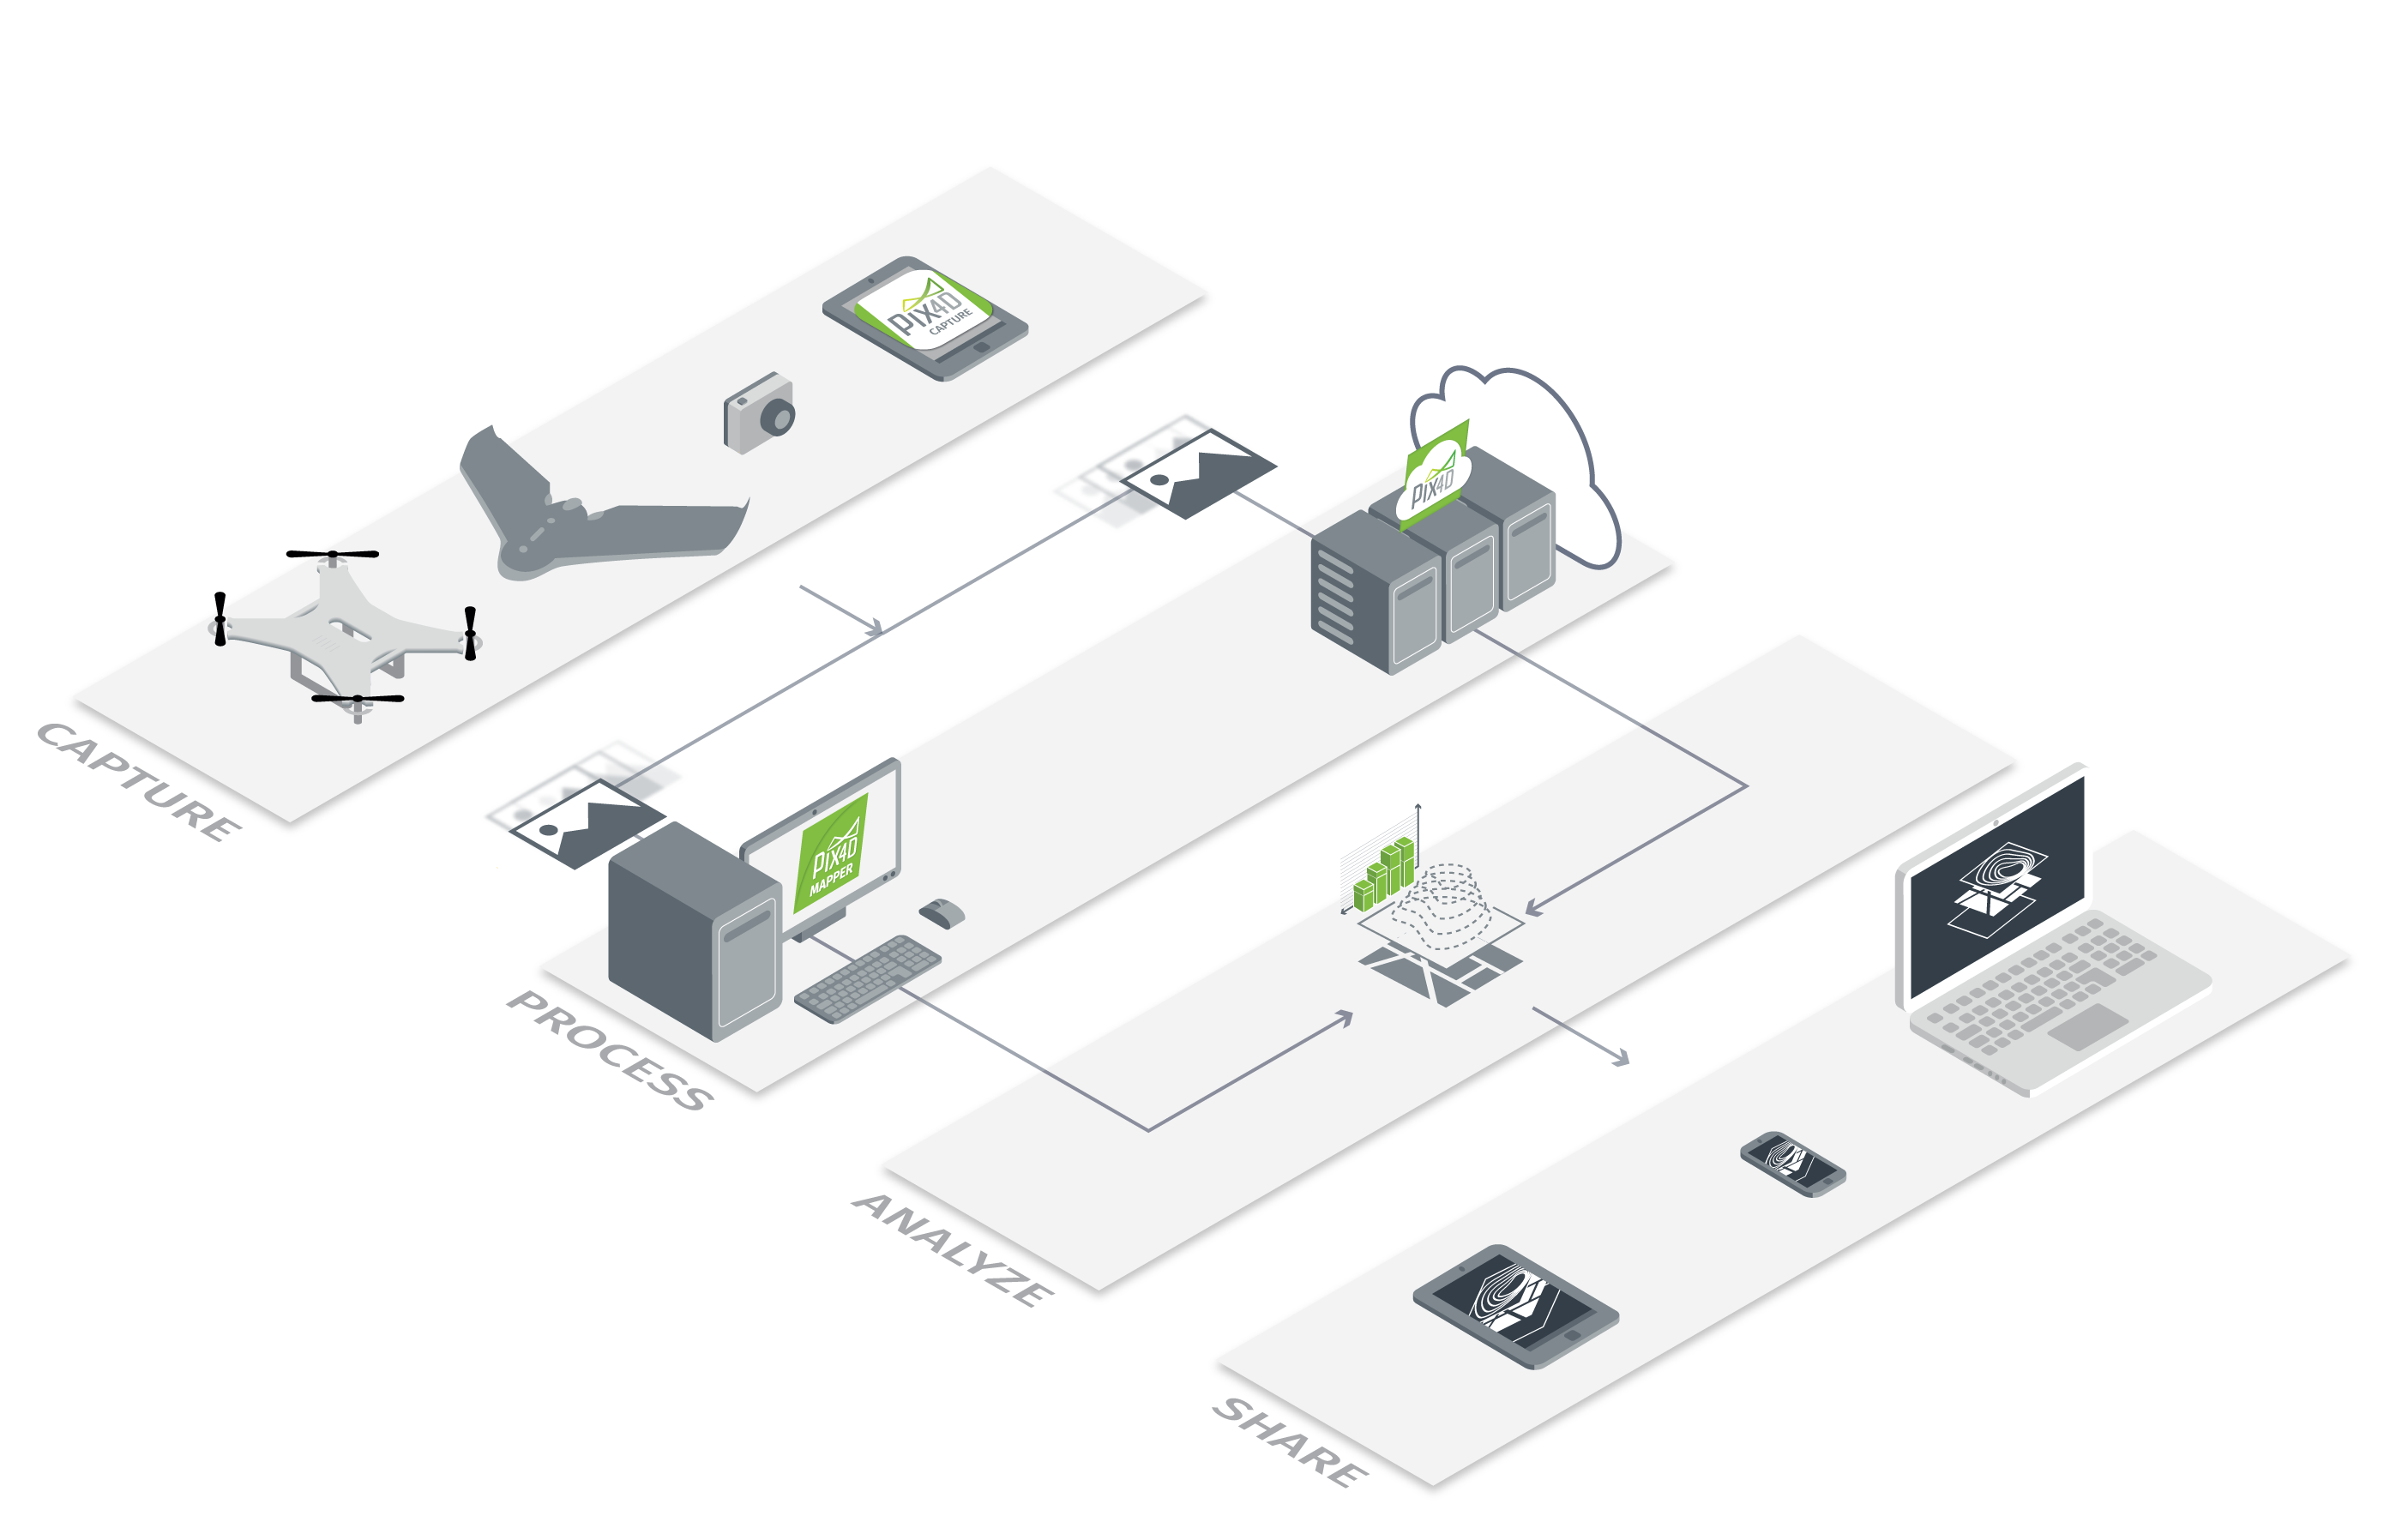 PIX4D
CAPTURE
CAPTURE
PIX4D
PIX4D
MAPPER
PROCESS
ANALYZE
SHARE